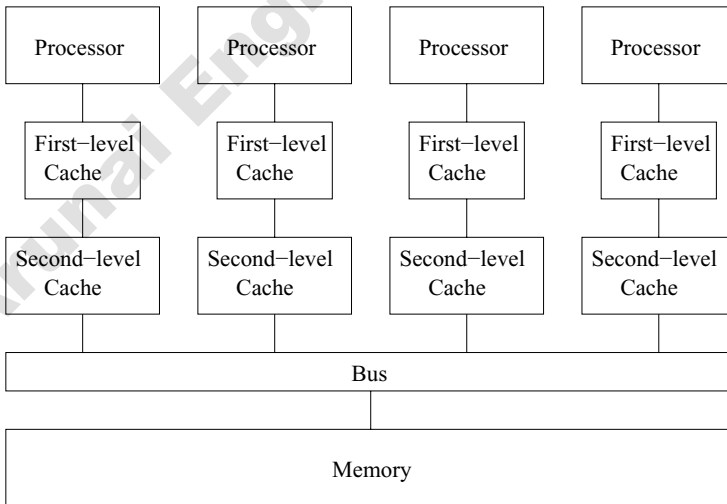 Processor
Processor
Processor
Processor
First−level
Cache
First−level
Cache
First−level
Cache
First−level
Cache
Second−level
Cache
Second−level
Cache
Second−level
Cache
Second−level
Cache
Bus
Memory